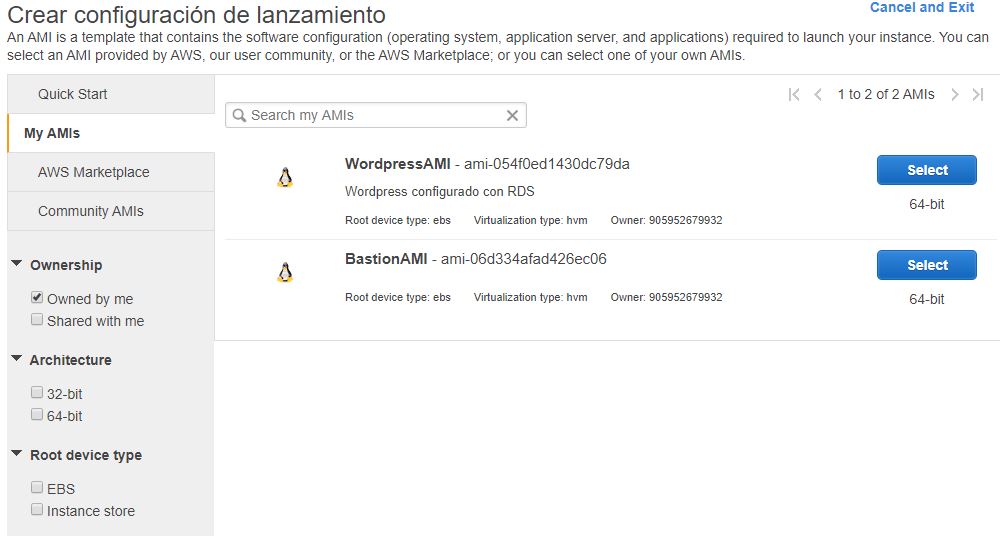 Crear configuración de lanzamiento
Cancel and Exit
An AMI is a template that contains the software configuration (operating system, application server, and applications) required to launch your instance. You can
select an AMI provided by AWS, our user community, or the AWS Marketplace; or you can select one of your own AMIs.
Quick Start
My AMIs
AWS Marketplace
Community AMIs
Ownership
Owned by me
Shared with me
Architecture
32-bit
64-bit
Root device type
EBS
Instance store
1 to 2 of 2 AMIs
Search my AMIs
WordpressAMI - ami-054f0ed1430dc79da
Wordpress configurado con RDS
Root device type: ebs Virtualization type: hvm Owner: 905952679932
Select
64-bit
BastionAMI - ami-06d334afad426ec06
Root device type: ebs Virtualization type: hvm Owner: 905952679932
Select
64-bit